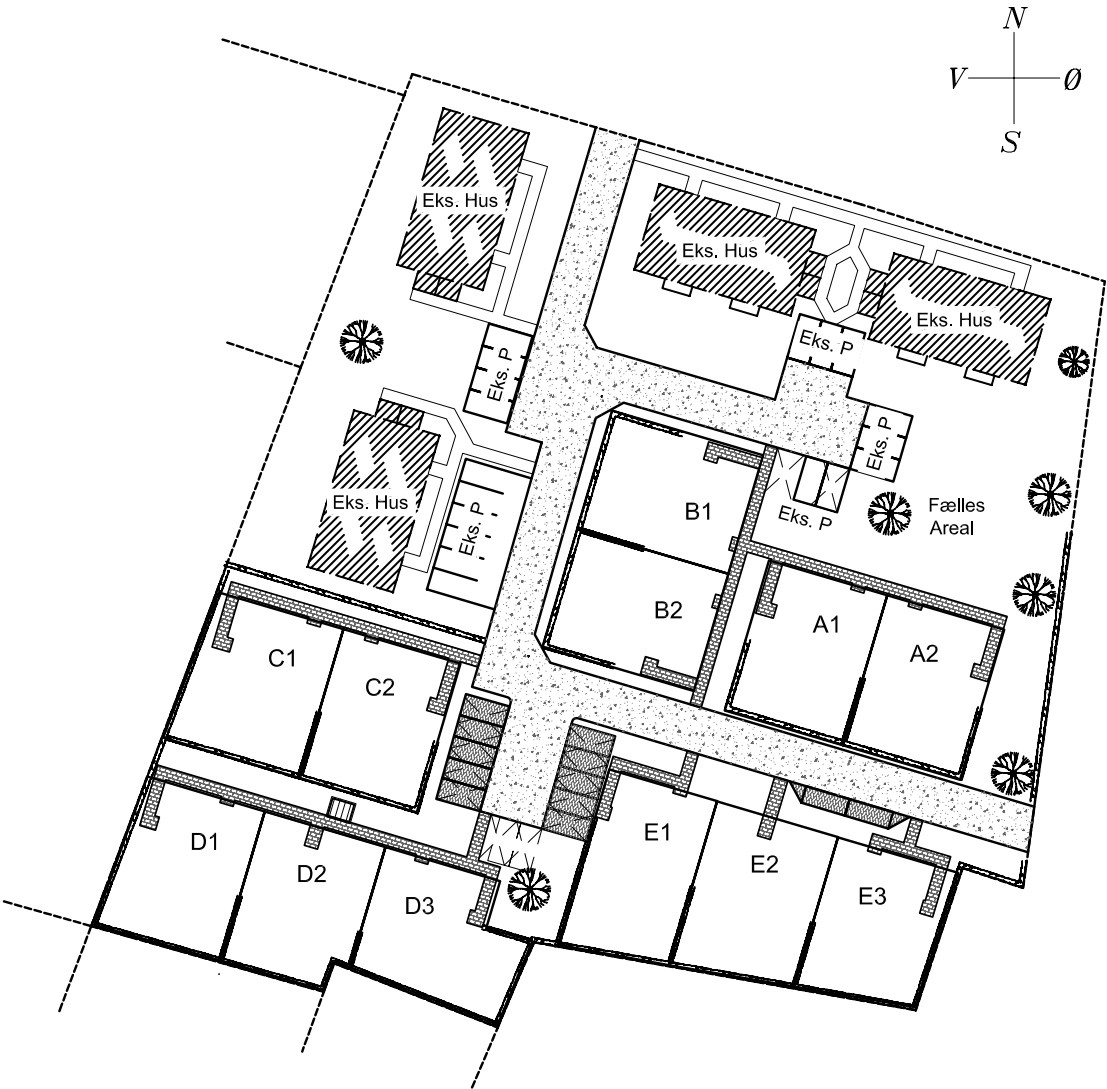 N
V
Ø
S
Eks. Hus
Eks. Hus
Eks. Hus
Eks. P
Eks. P
Eks. P
Eks. Hus
Eks. P
Eks. P
Fælles
Areal
B1
B2
A1
A2
C1
C2
D1
D2
D3
E1
E2
E3